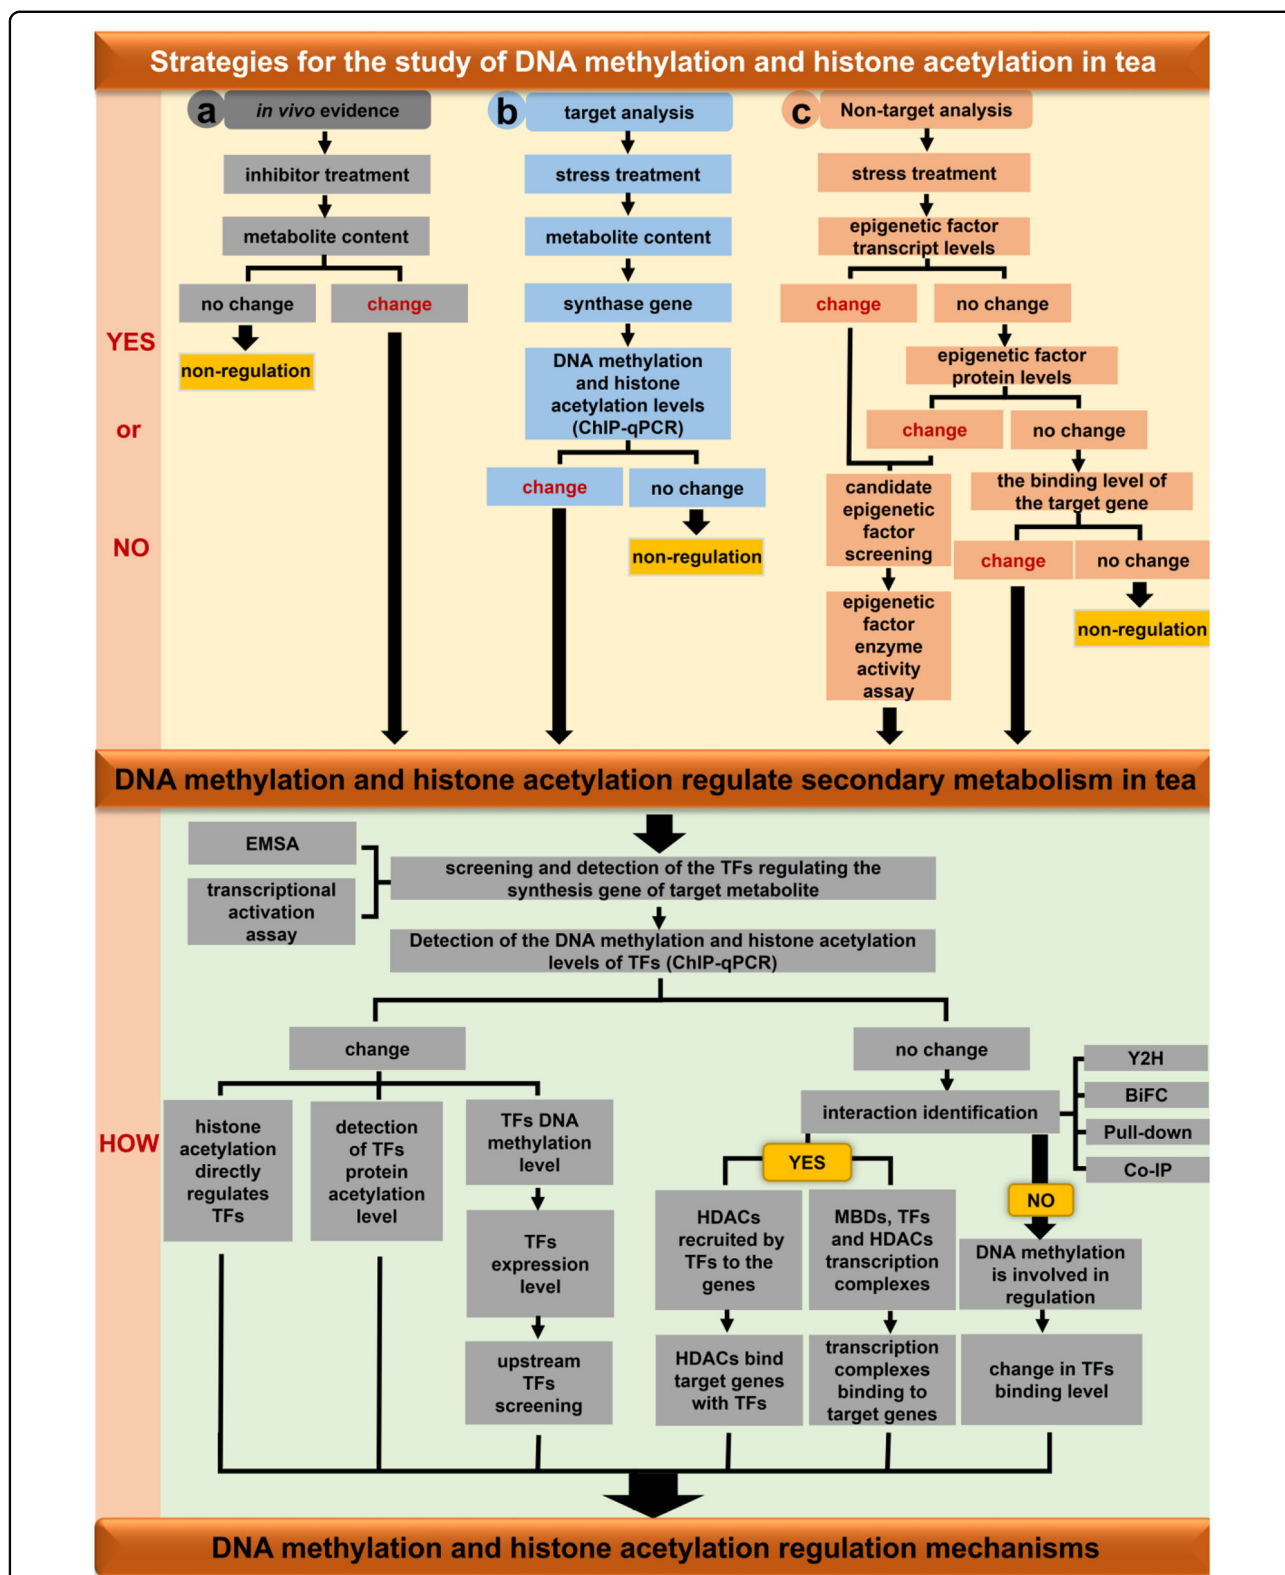 Strategies for the study of DNA methylation and histone acetylation in tea
a
in vivo evidence
inhibitor treatment
metabolite content
no change
change
non-regulation
b
target analysis
stress treatment
metabolite content
synthase gene
DNA methylation
and histone
acetylation levels
(ChIP-qPCR)
change
no change
non-regulation
c
Non-target analysis
stress treatment
epigenetic factor
transcript levels
change
no change
epigenetic factor
protein levels
change
no change
candidate
epigenetic
factor
screening
the binding level of
the target gene
change
no change
epigenetic
factor
enzyme
activity
assay
non-regulation
YES
or
NO
DNA methylation and histone acetylation regulate secondary metabolism in tea
EMSA
transcriptional
activation
assay
screening and detection of the TFs regulating the
synthesis gene of target metabolite
Detection of the DNA methylation and histone acetylation
levels of TFs (ChIP-qPCR)
change
no change
interaction identification
Y2H
BiFC
Pull-down
Co-IP
HOW
histone
acetylation
directly
regulates
TFs
detection
of TFs
protein
acetylation
level
TFs DNA
methylation
level
TFs
expression
level
upstream
TFs
screening
YES
NO
HDACs
recruited by
TFs to the
genes
HDACs bind
target genes
with TFs
MBDs, TFs
and HDACs
transcription
complexes
transcription
complexes
binding to
target genes
DNA methylation
is involved in
regulation
change in TFs
binding level
DNA methylation and histone acetylation regulation mechanisms